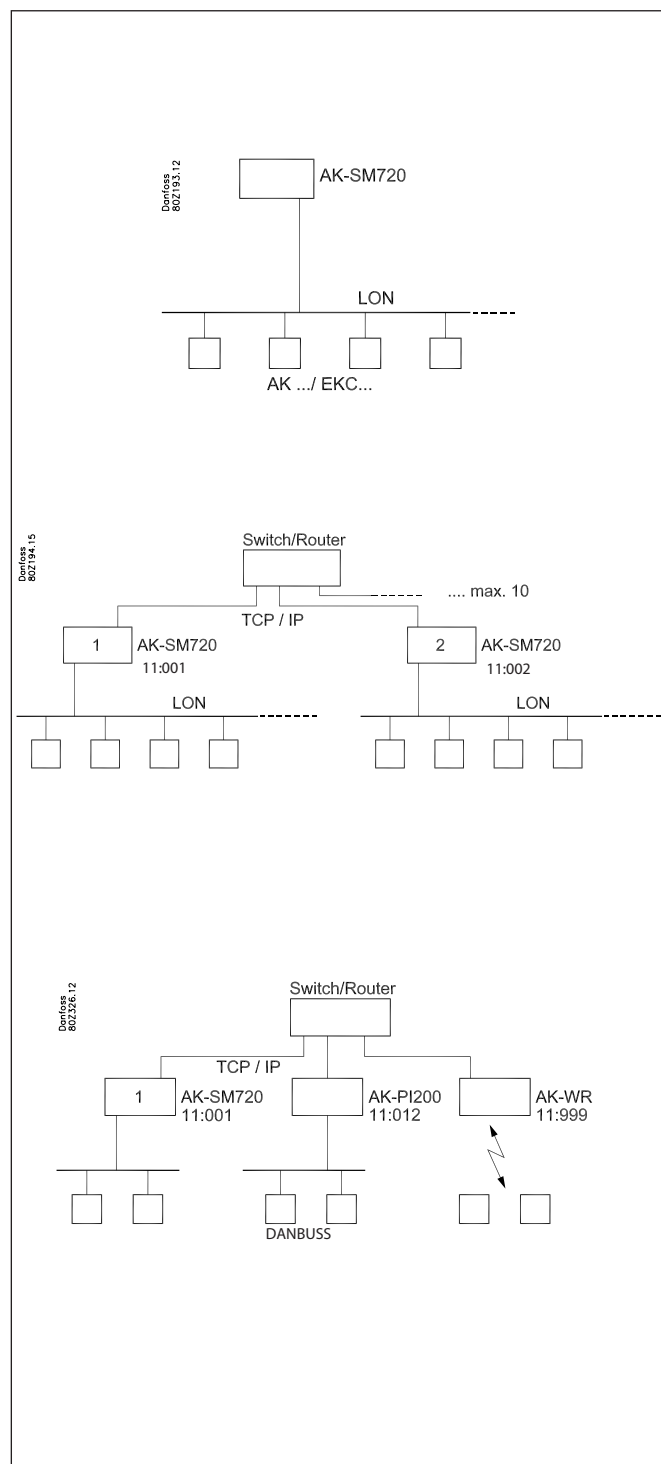 Danfoss
80Z193.12
AK-SM720
LON
AK .../ EKC...
Danfoss
80Z194.15
Switch/Router
.... max. 10
TCP / IP
1
AK-SM720
11:001
2
AK-SM720
11:002
LON
LON
Danfoss
80Z326.12
Switch/Router
TCP / IP
1
AK-SM720
11:001
AK-PI200
11:012
AK-WR
11:999
DANBUSS